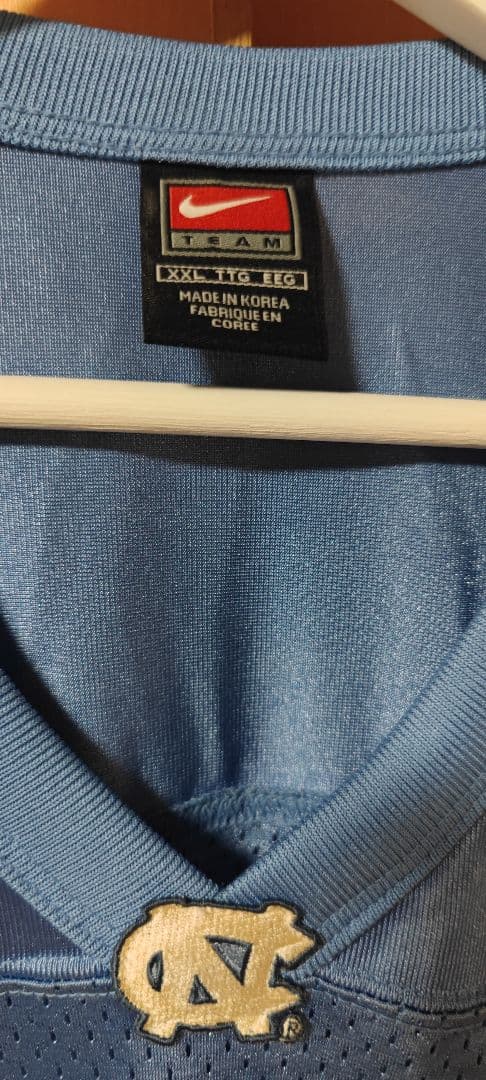 TEAM
XXL TTG EEG
MADE IN KOREA
FABRIQUE EN
COREE
NC
®